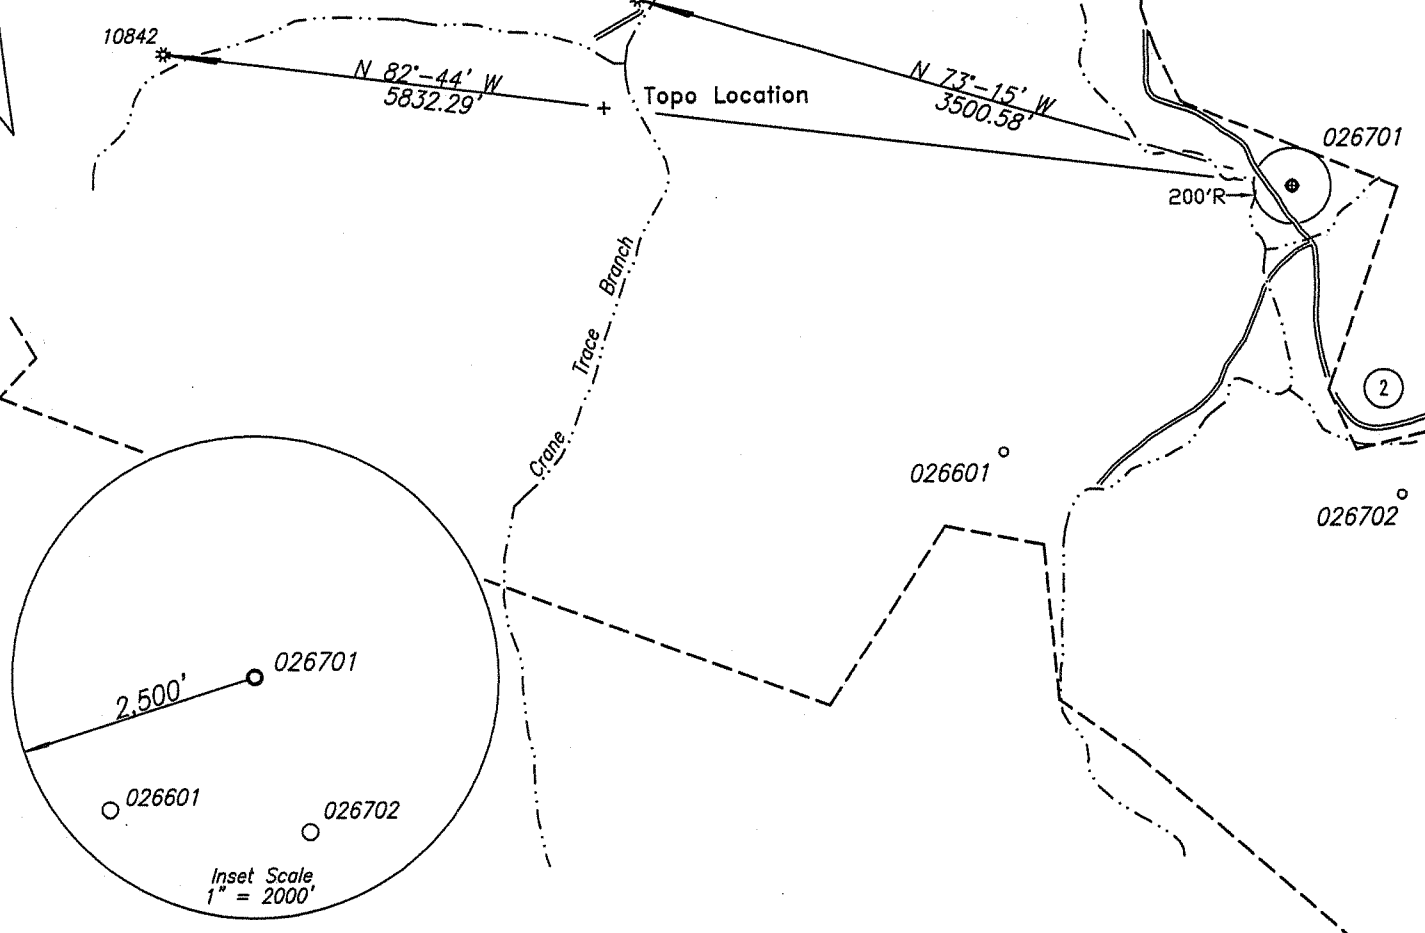 10842
N 82°-44' W
5832.29'
Topo Location
N 73°-15' W
3500.58'
026701
200'R
Crane Trace Branch
2
026601
026702
026701
2,500'
026601
026702
Inset Scale
1" = 2000'